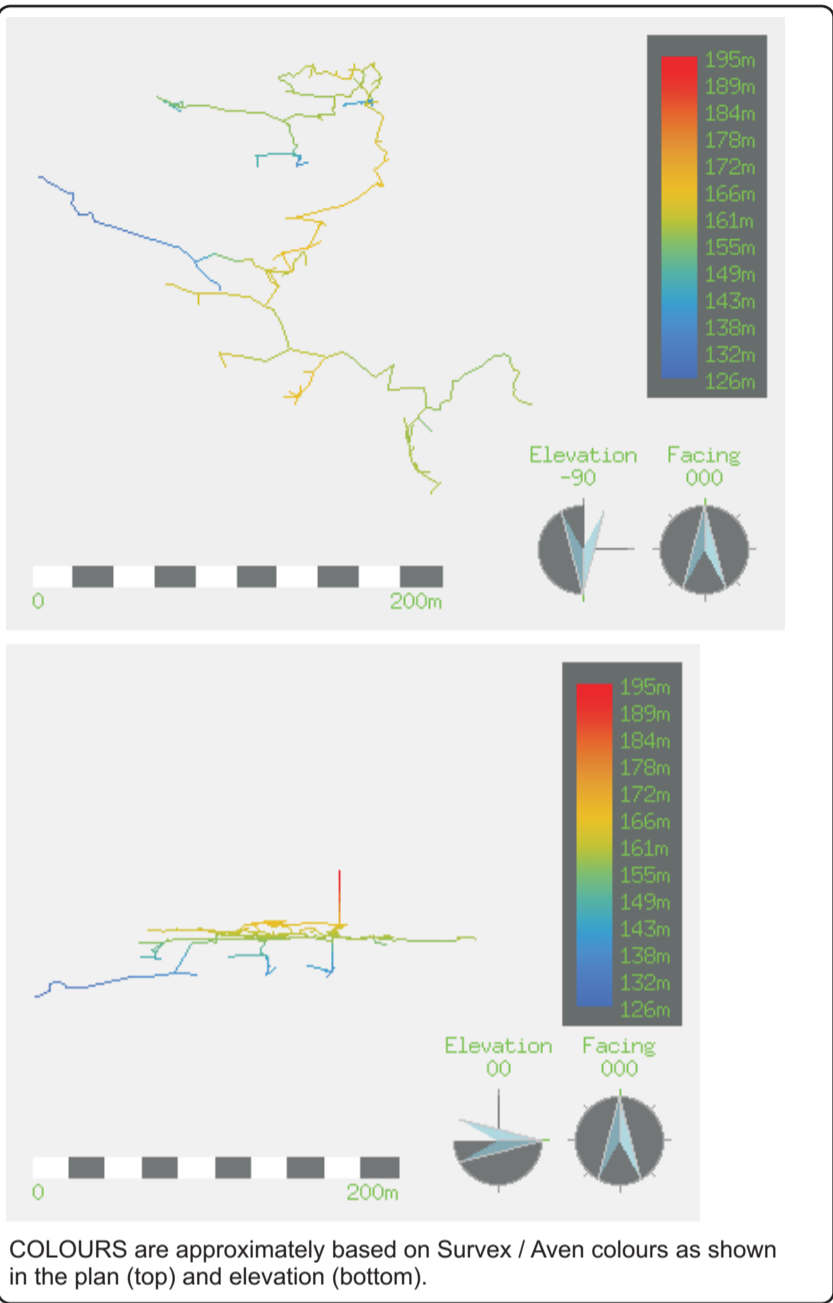 195m
189m
184m
178m
172m
166m
161m
155m
149m
143m
138m
132m
126m
Elevation Facing
-90 000
0 200m
195m
189m
184m
178m
172m
166m
161m
155m
149m
143m
138m
132m
126m
Elevation Facing
00 000
0 200m
COLOURS are approximately based on Survex / Aven colours as shown
in the plan (top) and elevation (bottom).